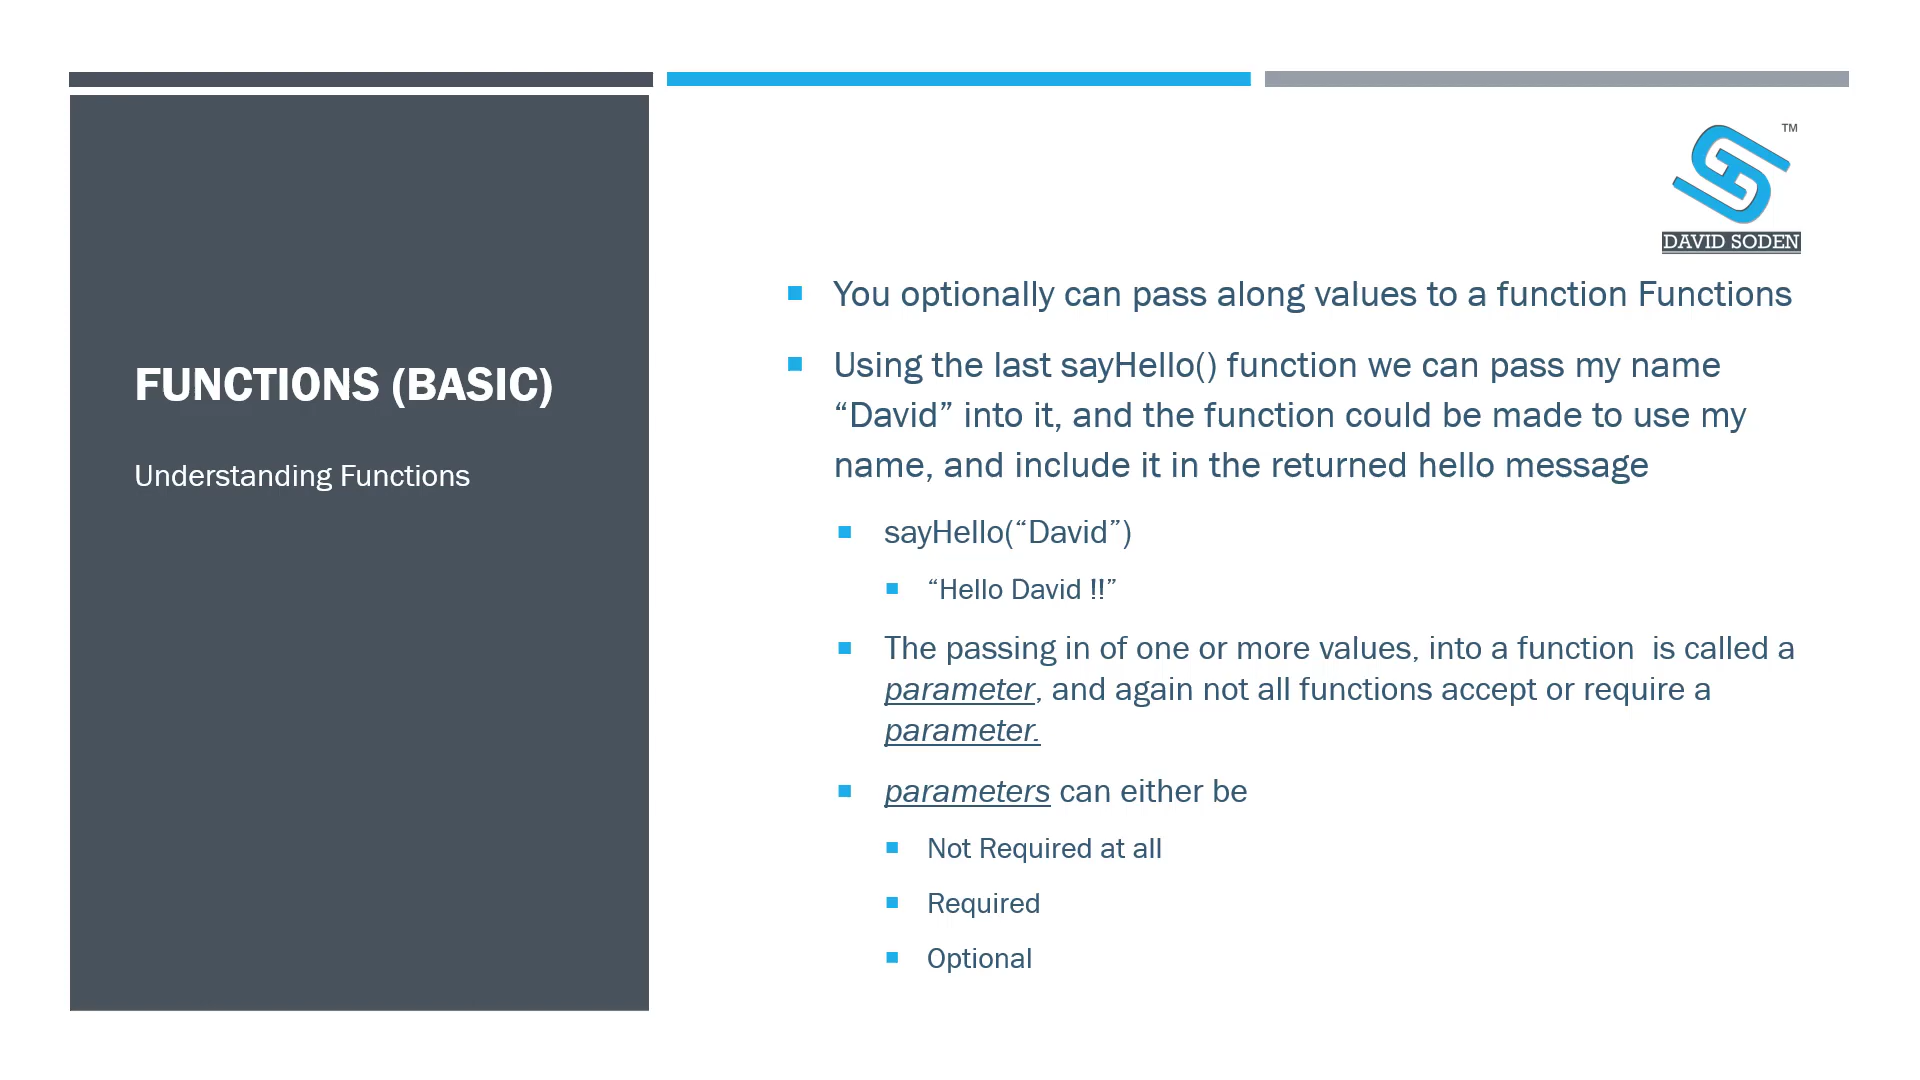 TM
DAVID SODEN
FUNCTIONS (BASIC)
Understanding Functions
You optionally can pass along values to a function Functions
Using the last sayHello() function we can pass my name
“David” into it, and the function could be made to use my
name, and include it in the returned hello message
sayHello(“David”)
“Hello David !!”
The passing in of one or more values, into a function  is called a
parameter, and again not all functions accept or require a
parameter.
parameters can either be
Not Required at all
Required
Optional